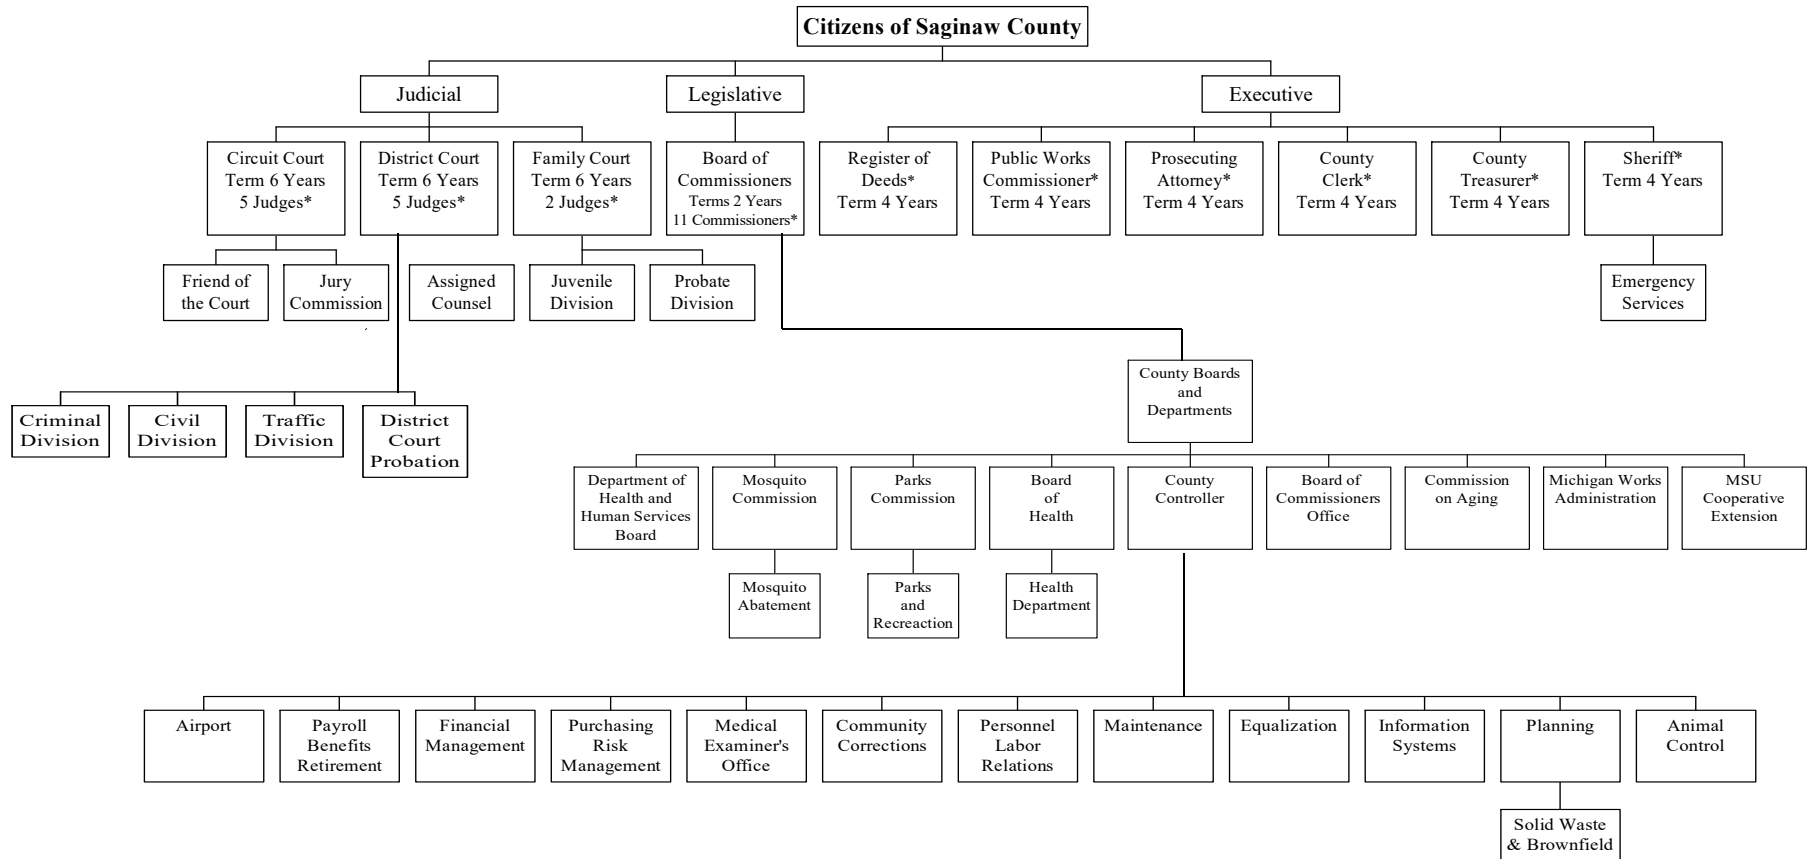 Citizens of Saginaw County
Judicial
Legislative
Executive
Circuit Court
Term 6 Years
5 Judges*
District Court
Term 6 Years
5 Judges*
Family Court
Term 6 Years
2 Judges*
Board of
Commissioners
Terms 2 Years
11 Commissioners*
Register of
Deeds*
Term 4 Years
Public Works
Commissioner*
Term 4 Years
Prosecuting
Attorney*
Term 4 Years
County
Clerk*
Term 4 Years
County
Treasurer*
Term 4 Years
Sheriff*
Term 4 Years
Friend of
the Court
Jury
Commission
Assigned
Counsel
Juvenile
Division
Probate
Division
Emergency
Services
County Boards
and
Departments
Criminal
Division
Civil
Division
Traffic
Division
District
Court
Probation
Department of
Health and
Human Services
Board
Mosquito
Commission
Parks
Commission
Board
of
Health
County
Controller
Board of
Commissioners
Office
Commission
on Aging
Michigan Works
Administration
MSU
Cooperative
Extension
Mosquito
Abatement
Parks
and
Recreaction
Health
Department
Airport
Payroll
Benefits
Retirement
Financial
Management
Purchasing
Risk
Management
Medical
Examiner's
Office
Community
Corrections
Personnel
Labor
Relations
Maintenance
Equalization
Information
Systems
Planning
Animal
Control
Solid Waste
& Brownfield